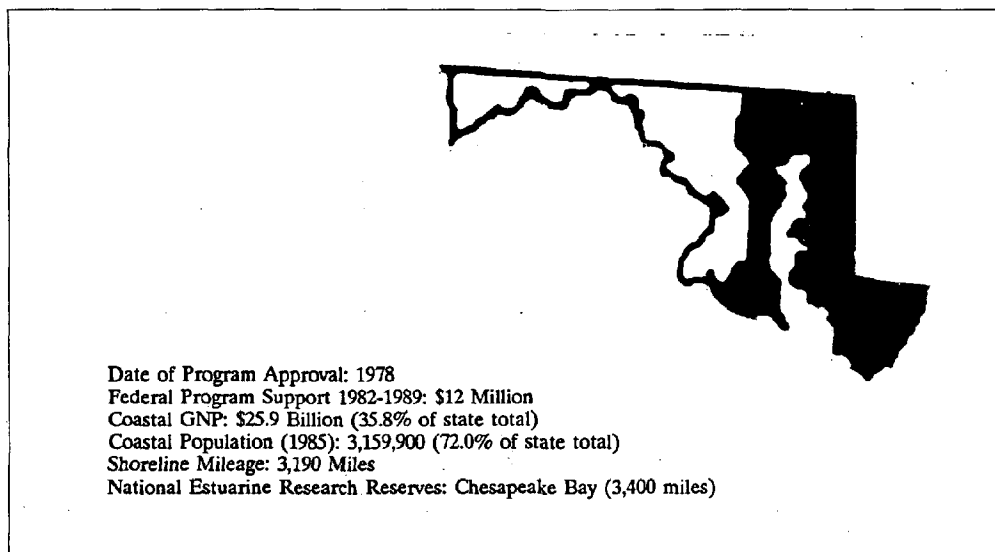 Date of Program Approval: 1978
Federal Program Support 1982-1989: $12 Million
Coastal GNP: $25.9 Billion (35.8% of state total)
Coastal Population (1985): 3,159,900 (72.0% of state total)
Shoreline Mileage: 3,190 Miles
National Estuarine Research Reserves: Chesapeake Bay (3,400 miles)